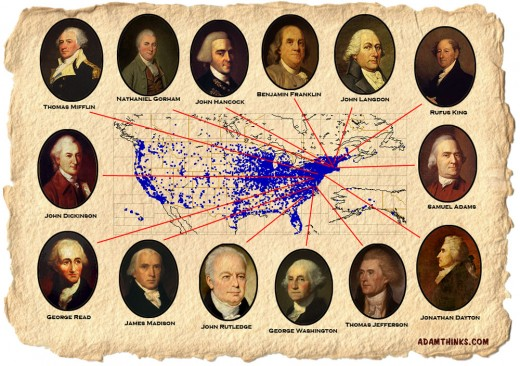 THOMAS MIFFLIN
NATHANIEL GORHAM
JOHN HANCOCK
BENJAMIN FRANKLIN
JOHN LANGDON
RUFUS KING
JOHN DICKINSON
SAMUEL ADAMS
GEORGE READ
JAMES MADISON
JOHN RUTLEDGE
GEORGE WASHINGTON
THOMAS JEFFERSON
JONATHAN DAYTON
ADAMTHINKS.COM